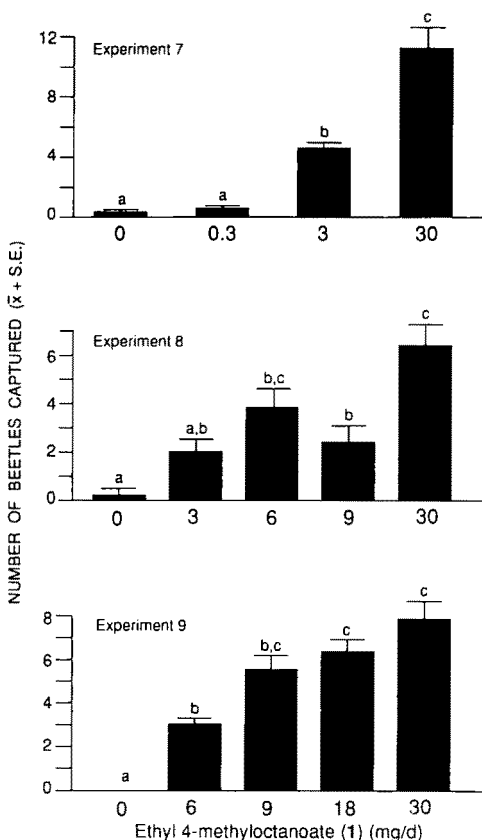 NUMBER OF BEETLES CAPTURED (x̄ + S.E.)
Experiment 7
12
8
4
0
a
a
b
c
0 0.3 3 30
Experiment 8
6
4
2
0
a
a,b
b,c
b
c
0 3 6 9 30
Experiment 9
8
6
4
2
0
a
b
b,c
c
c
0 6 9 18 30
Ethyl 4-methyloctanoate (1) (mg/d)